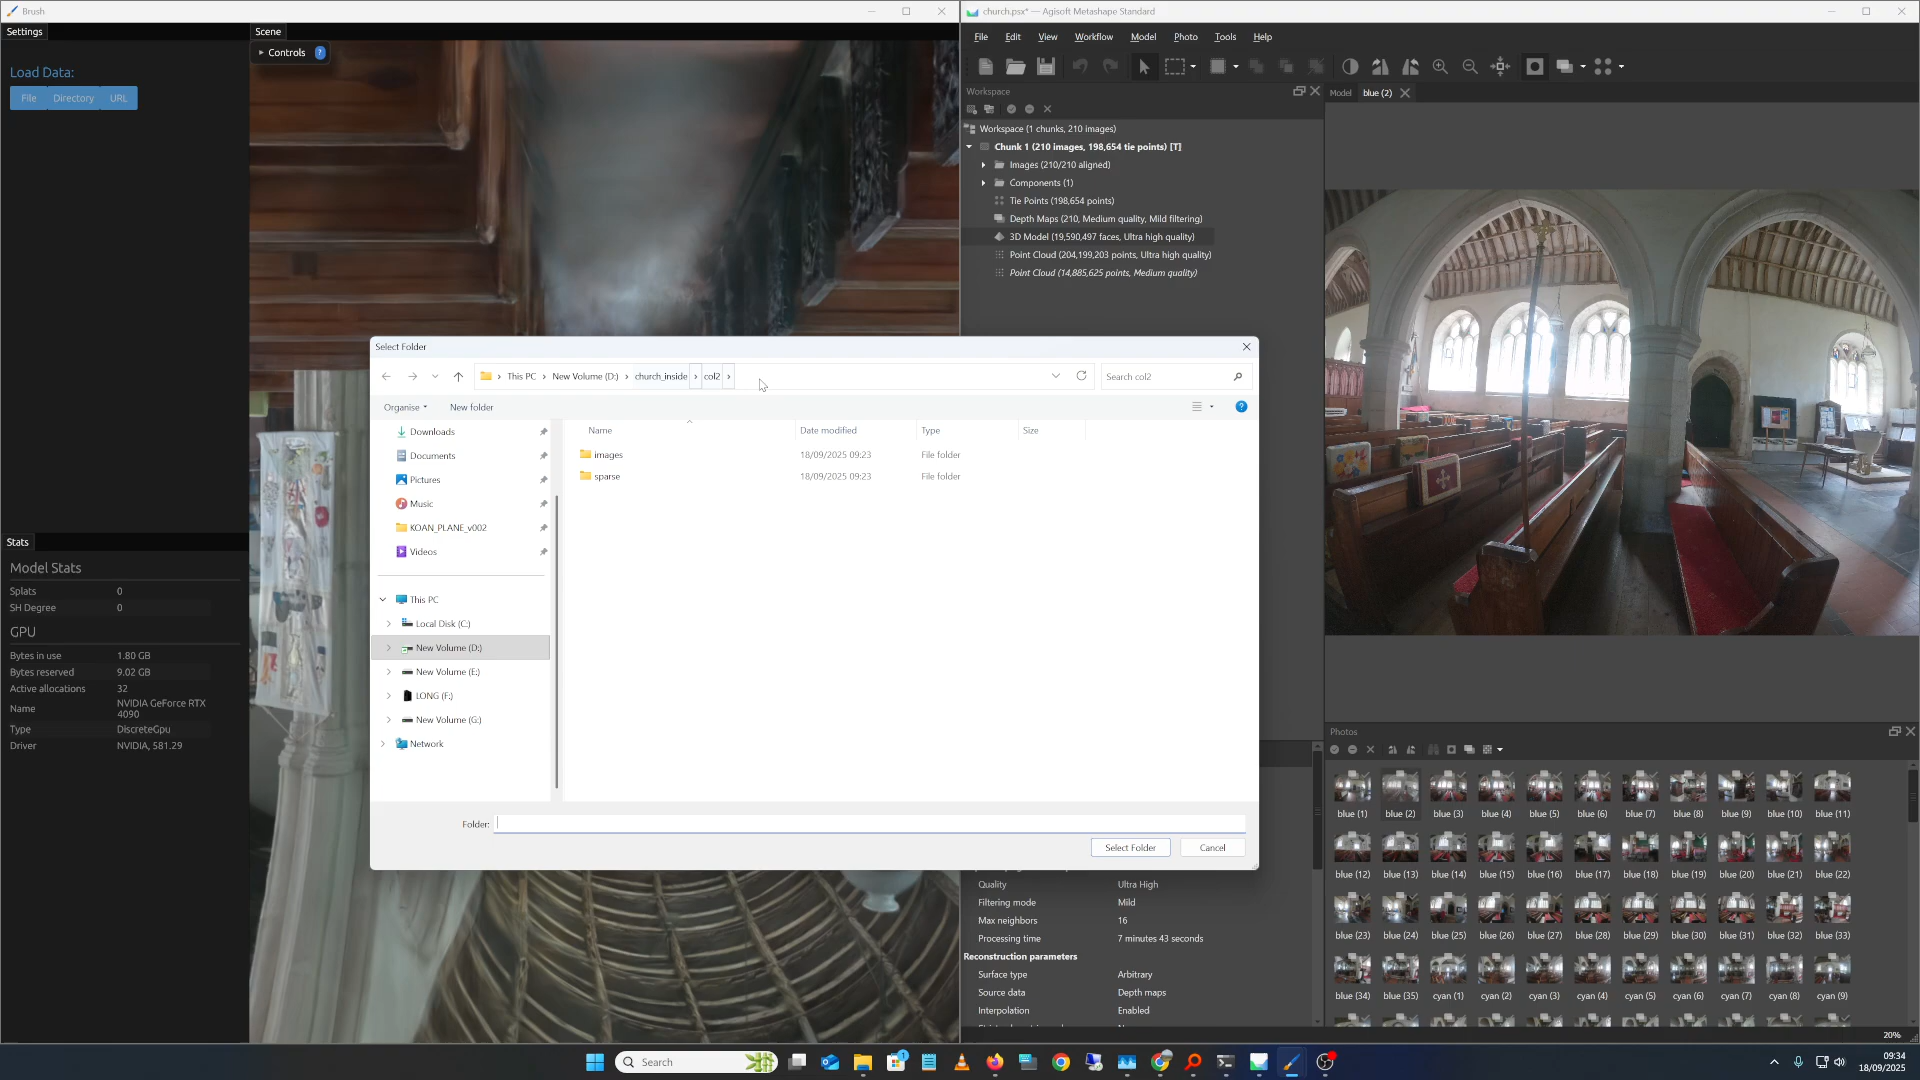 Brush
Settings
Scene
Controls ?
Load Data:
File Directory URL
Stats
Model Stats
Splats 0
SH Degree 0
GPU
Bytes in use 1.80 GB
Bytes reserved 9.02 GB
Active allocations 32
Name NVIDIA GeForce RTX 4090
Type DiscreteGpu
Driver NVIDIA, 581.29
Select Folder
This PC New Volume (D:) church_inside col2
Search col2
Organise New folder
Downloads
Documents
Pictures
Music
KOAN_PLANE_v002
Videos
This PC
Local Disk (C:)
New Volume (D:)
New Volume (E:)
LONG (F:)
New Volume (G:)
Network
Name Date modified Type Size
images 18/09/2025 09:23 File folder
sparse 18/09/2025 09:23 File folder
Folder:
Select Folder Cancel
church.psx* — Agisoft Metashape Standard
File Edit View Workflow Model Photo Tools Help
Workspace
Workspace (1 chunks, 210 images)
Chunk 1 (210 images, 198,654 tie points) [T]
Images (210/210 aligned)
Components (1)
Tie Points (198,654 points)
Depth Maps (210, Medium quality, Mild filtering)
3D Model (19,590,497 faces, Ultra high quality)
Point Cloud (204,199,203 points, Ultra high quality)
Point Cloud (14,885,625 points, Medium quality)
Quality Ultra High
Filtering mode Mild
Max neighbors 16
Processing time 7 minutes 43 seconds
Reconstruction parameters
Surface type Arbitrary
Source data Depth maps
Interpolation Enabled
Model blue (2)
Photos
blue (1) blue (2) blue (3) blue (4) blue (5) blue (6) blue (7) blue (8) blue (9) blue (10) blue (11)
blue (12) blue (13) blue (14) blue (15) blue (16) blue (17) blue (18) blue (19) blue (20) blue (21) blue (22)
blue (23) blue (24) blue (25) blue (26) blue (27) blue (28) blue (29) blue (30) blue (31) blue (32) blue (33)
blue (34) blue (35) cyan (1) cyan (2) cyan (3) cyan (4) cyan (5) cyan (6) cyan (7) cyan (8) cyan (9)
20%
Search
09:34
18/09/2025